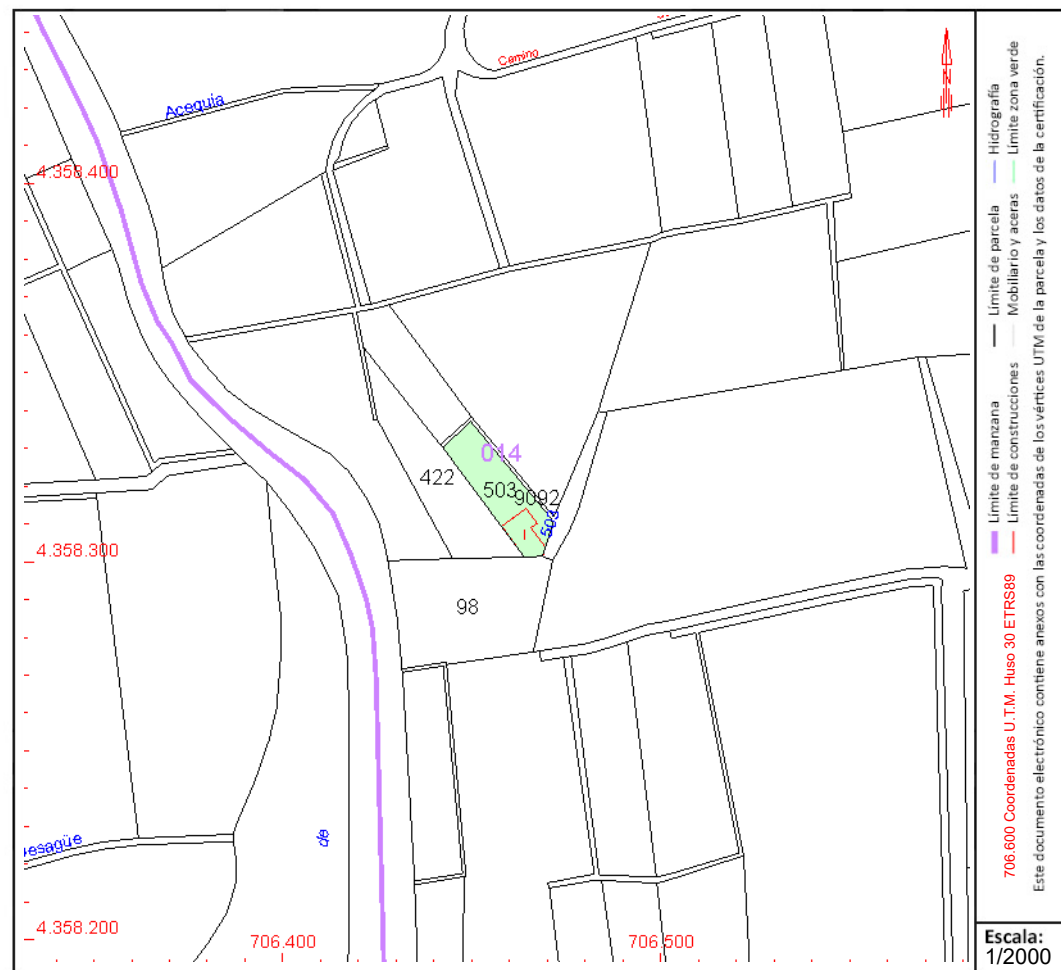 Camino
Acequia
4.358.400
014
422
503
9092
503
I
4.358.300
98
de
4.358.200
706.400
706.500
N
Límite de manzana
Límite de parcela
Hidrografía
Límite de construcciones
Mobiliario y aceras
Límite zona verde
706.600 Coordenadas U.T.M. Huso 30 ETRS89
Este documento electrónico contiene anexos con las coordenadas de los vértices UTM de la parcela y los datos de la certificación.
Escala:
1/2000